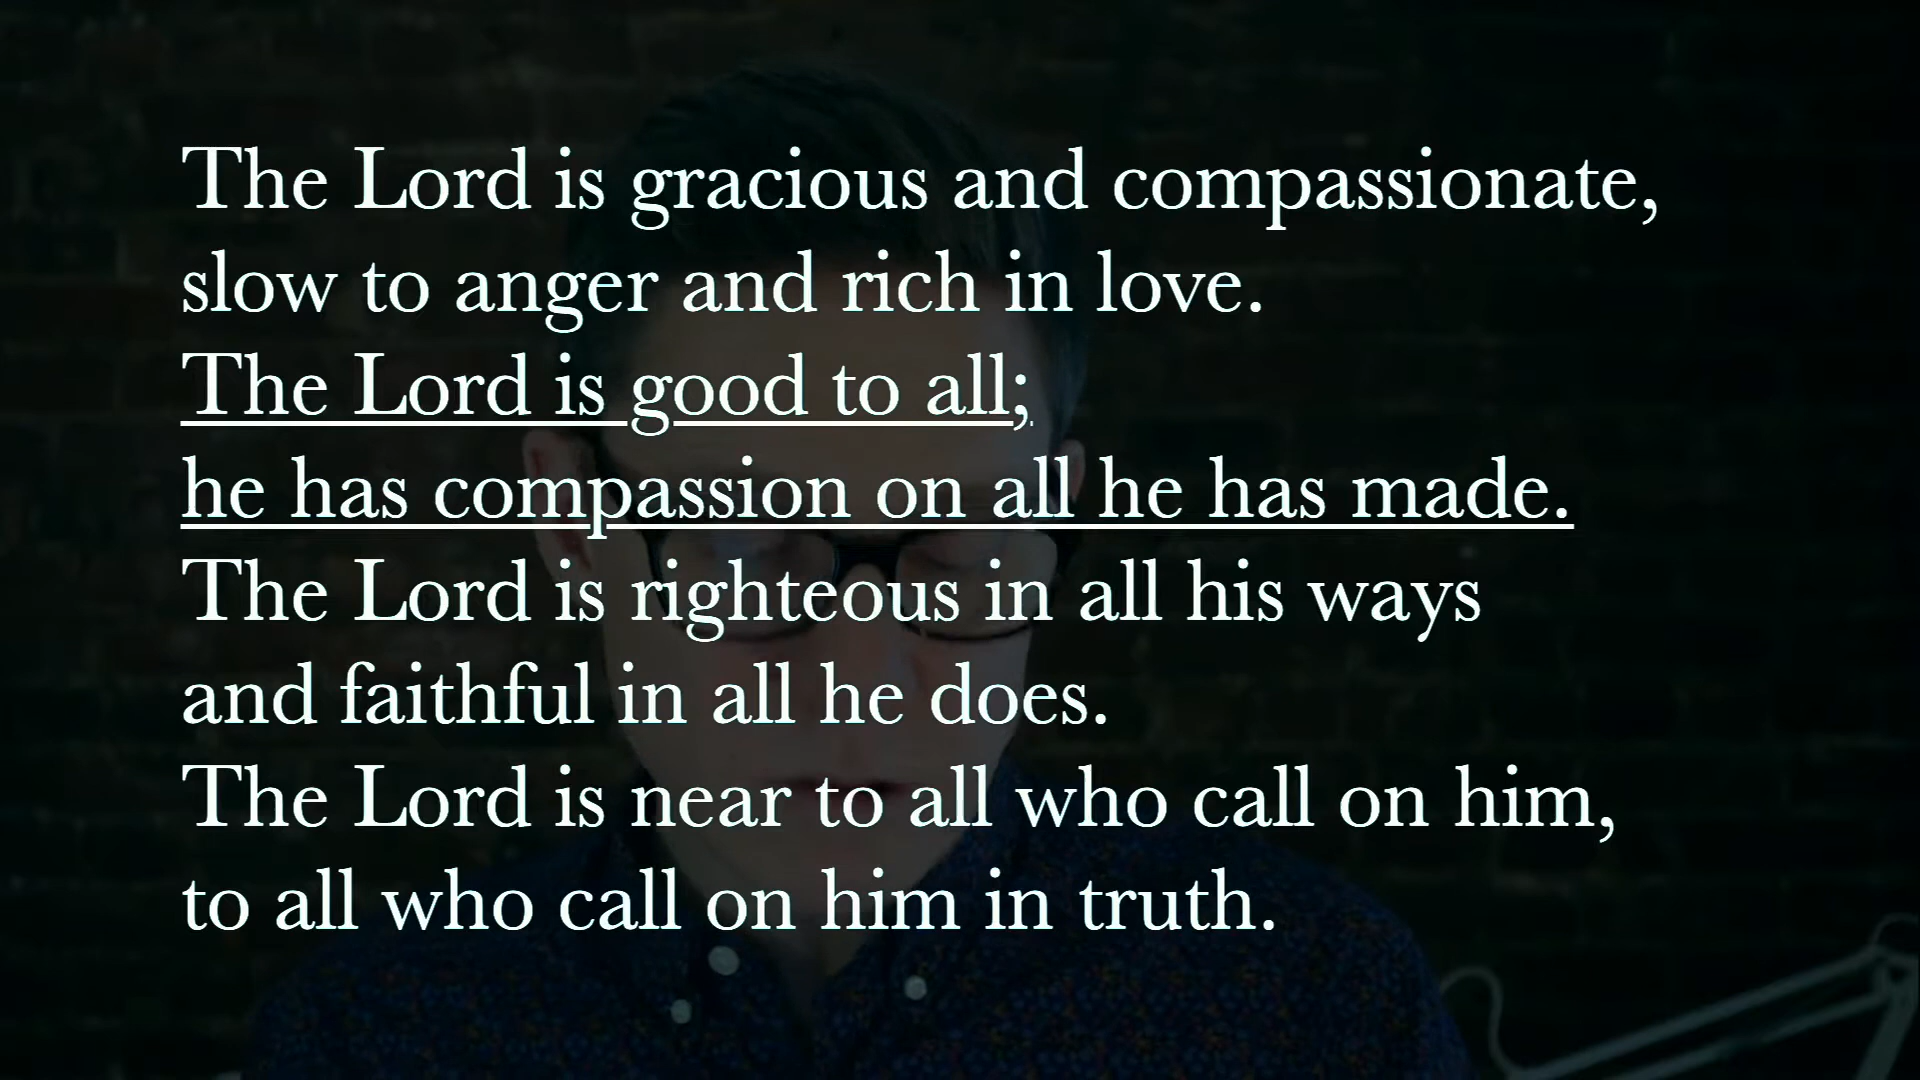 The Lord is gracious and compassionate,
slow to anger and rich in love.
The Lord is good to all;
he has compassion on all he has made.
The Lord is righteous in all his ways
and faithful in all he does.
The Lord is near to all who call on him,
to all who call on him in truth.